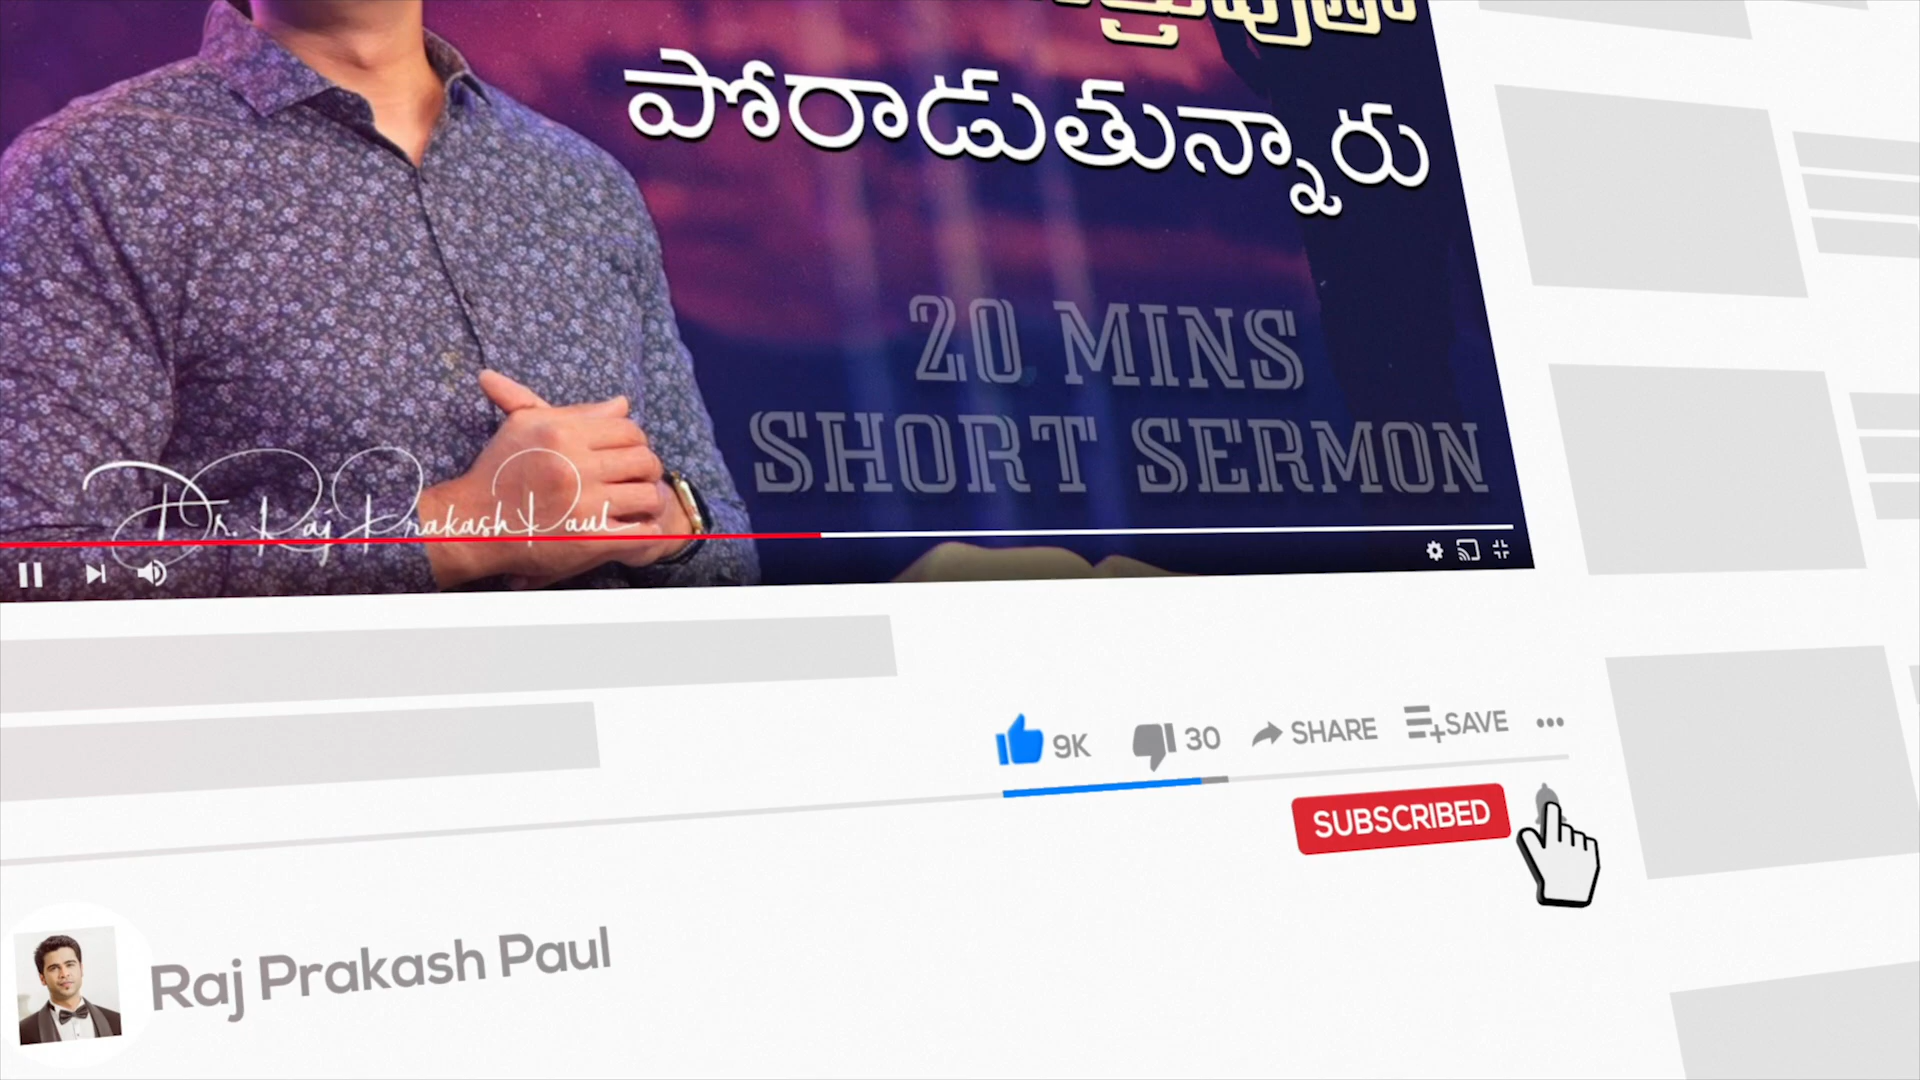 పోరాడుతున్నారు
20 MINS
SHORT SERMON
Dr. Raj Prakash Paul
9K 30 SHARE SAVE
SUBSCRIBED
Raj Prakash Paul